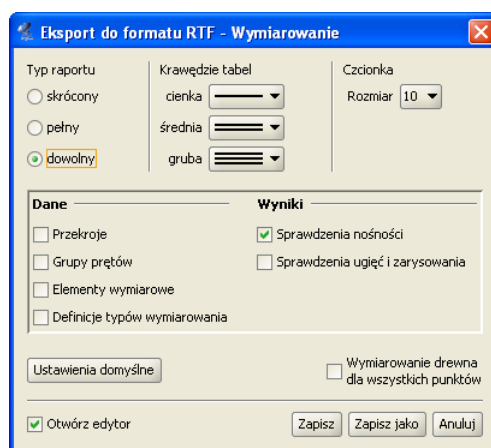 Eksport do formatu RTF - Wymiarowanie
Typ raportu
skrócony
pełny
dowolny
Krawędzie tabel
cienka
średnia
gruba
Czcionka
Rozmiar 10
Dane
Przekroje
Grupy prętów
Elementy wymiarowe
Definicje typów wymiarowania
Wyniki
Sprawdzenia nośności
Sprawdzenia ugięć i zarysowania
Ustawienia domyślne
Wymiarowanie drewna
dla wszystkich punktów
Otwórz edytor
Zapisz
Zapisz jako
Anuluj